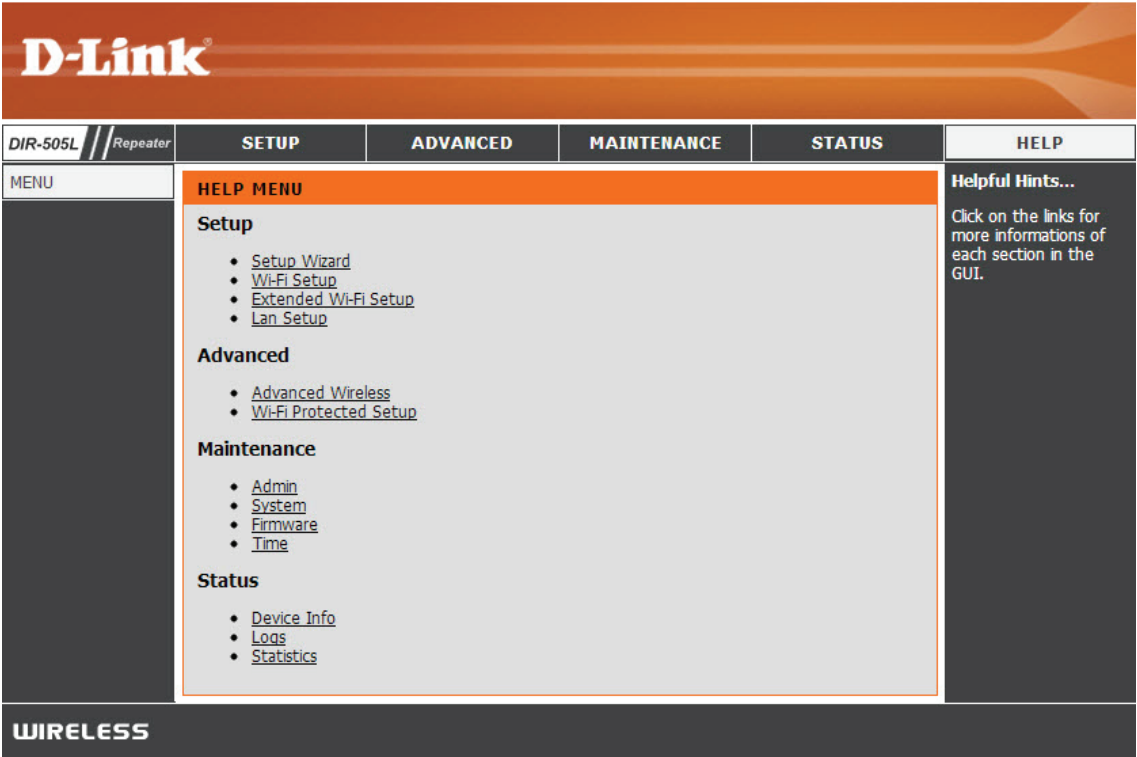 D-Link®
DIR-505L // Repeater
SETUP
ADVANCED
MAINTENANCE
STATUS
HELP
MENU
HELP MENU
Setup
• Setup Wizard
• Wi-Fi Setup
• Extended Wi-Fi Setup
• Lan Setup
Advanced
• Advanced Wireless
• Wi-Fi Protected Setup
Maintenance
• Admin
• System
• Firmware
• Time
Status
• Device Info
• Logs
• Statistics
Helpful Hints...
Click on the links for
more informations of
each section in the
GUI.
WIRELESS